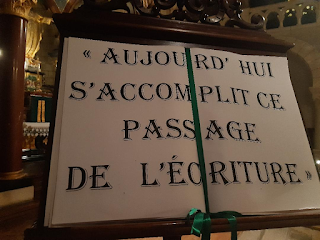 « AUJOURD' HUI
S'ACCOMPLIT CE
PASSAGE
DE L'ÉCRITURE »